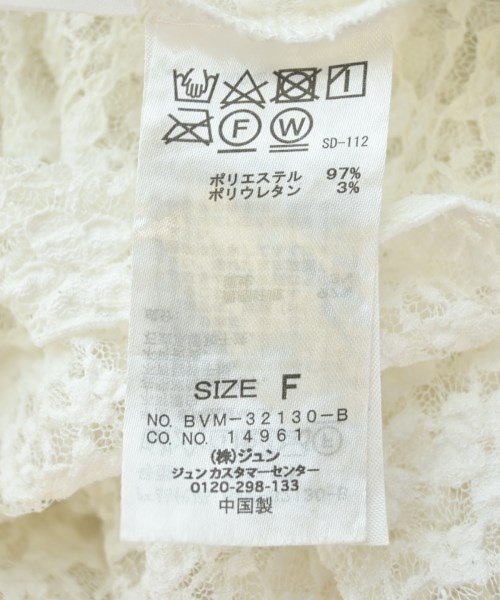 F W SD-112
ポリエステル 97%
ポリウレタン 3%
SIZE F
NO. BVM-32130-B
CO. NO. 14961
(株)ジュン
ジュンカスタマーセンター
0120-298-133
中国製